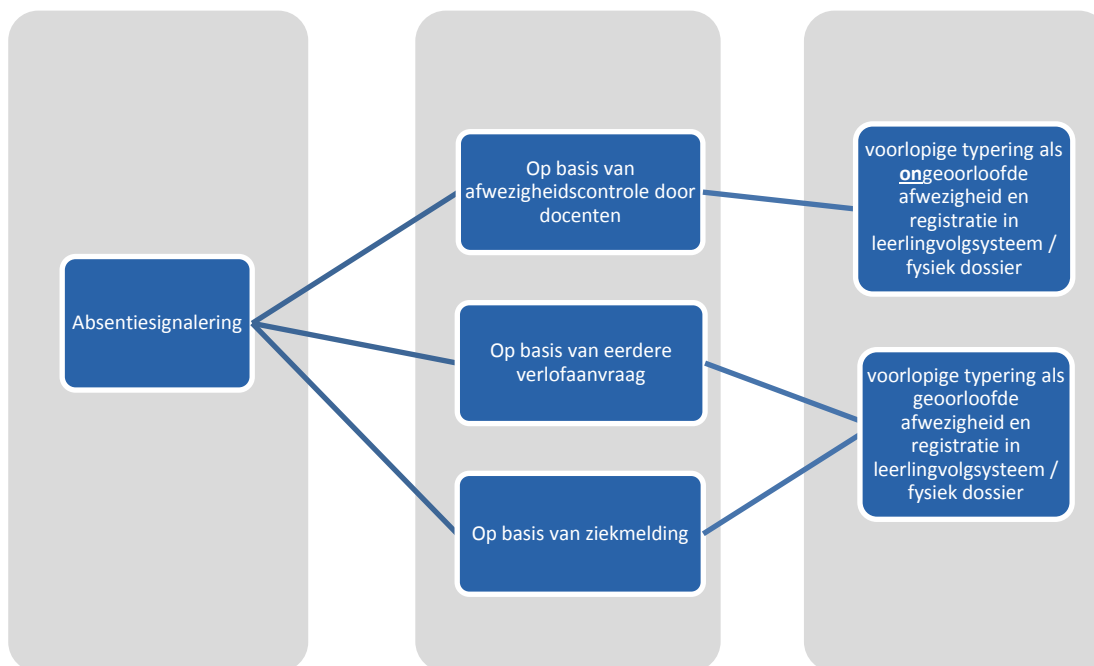 Absentiesignalering
Op basis van
afwezigheidscontrole door
docenten
Op basis van eerdere
verlofaanvraag
Op basis van ziekmelding
voorlopige typering als
ongeoorloofde
afwezigheid en
registratie in
leerlingvolgsysteem /
fysiek dossier
voorlopige typering als
geoorloofde
afwezigheid en
registratie in
leerlingvolgsysteem /
fysiek dossier